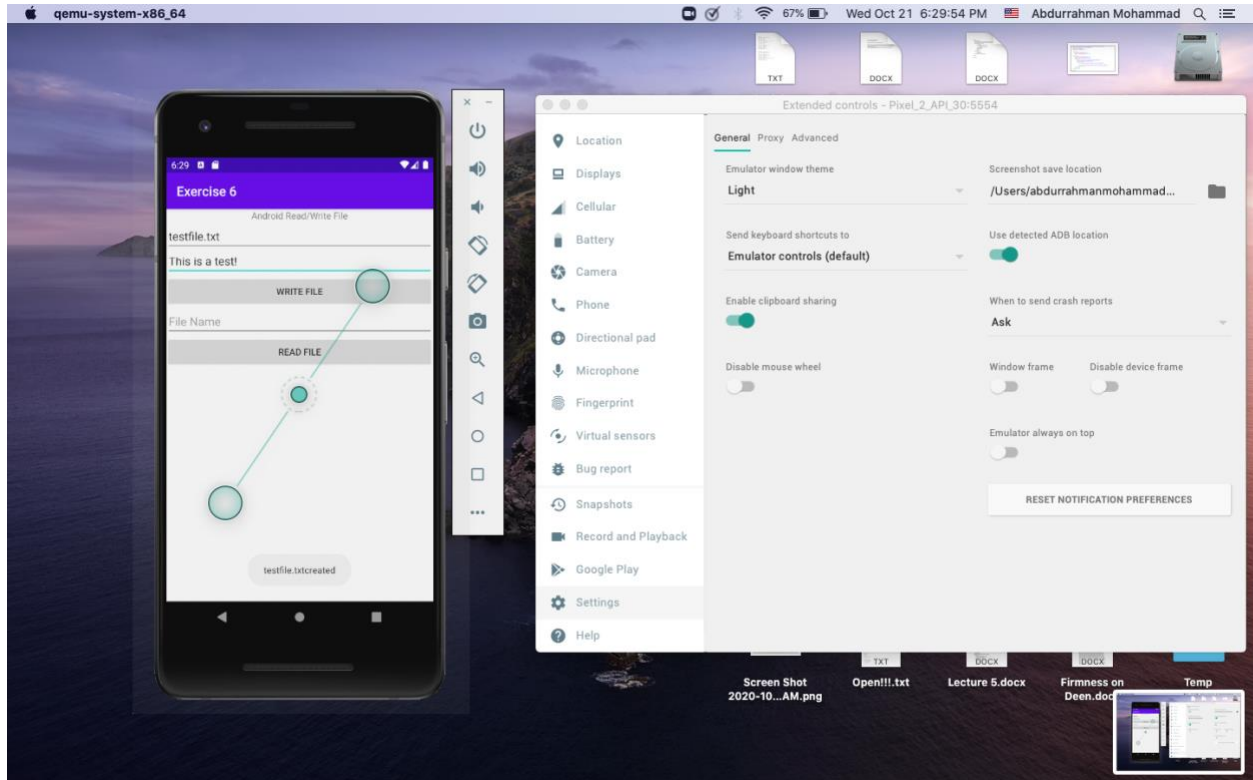 qemu-system-x86_64
67%
Wed Oct 21 6:29:54 PM
Abdurrahman Mohammad
TXT
DOCX
DOCX
6:29
Exercise 6
Android Read/Write File
testfile.txt
This is a test!
WRITE FILE
File Name
READ FILE
testfile.txtcreated
Extended controls - Pixel_2_API_30:5554
Location
Displays
Cellular
Battery
Camera
Phone
Directional pad
Microphone
Fingerprint
Virtual sensors
Bug report
Snapshots
Record and Playback
Google Play
Settings
Help
General Proxy Advanced
Emulator window theme
Light
Send keyboard shortcuts to
Emulator controls (default)
Enable clipboard sharing
Disable mouse wheel
Screenshot save location
/Users/abdurrahmanmohammad...
Use detected ADB location
When to send crash reports
Ask
Window frame
Disable device frame
Emulator always on top
RESET NOTIFICATION PREFERENCES
TXT
DOCX
DOCX
Screen Shot
2020-10...AM.png
Open!!!.txt
Lecture 5.docx
Firmness on
Deen.doc
Temp